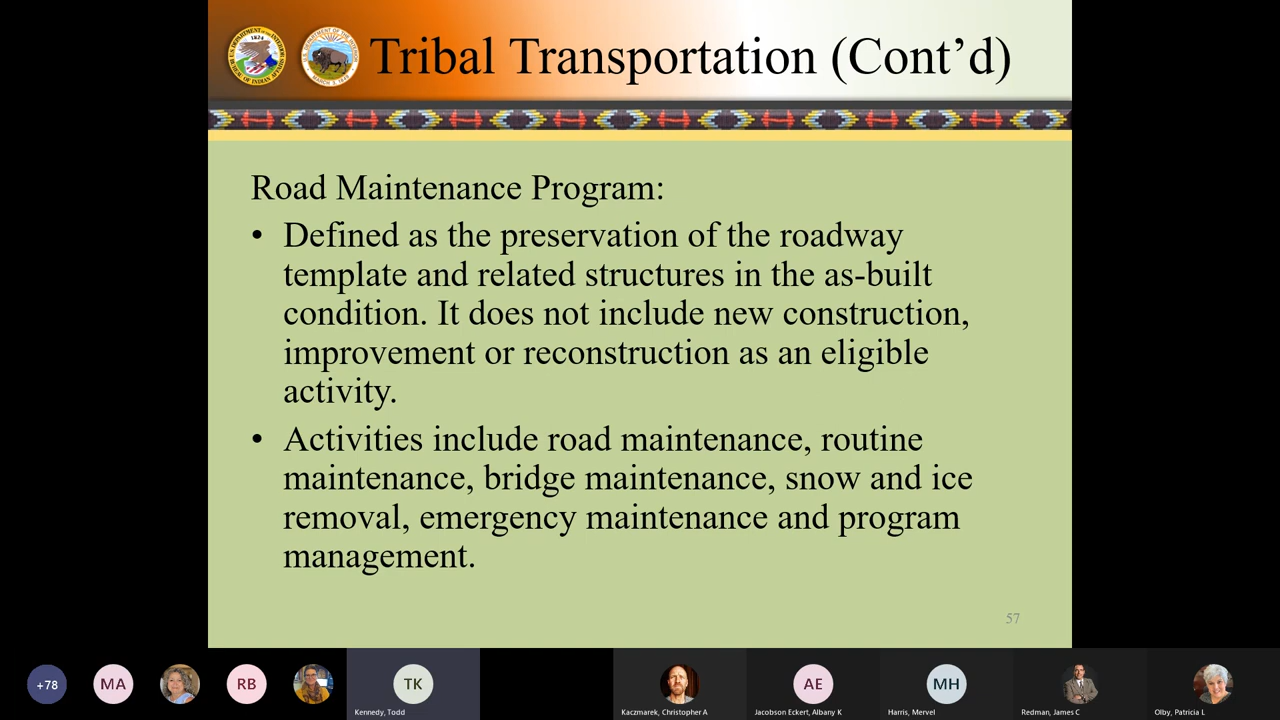 Tribal Transportation (Cont’d)
Road Maintenance Program:
• Defined as the preservation of the roadway
template and related structures in the as-built
condition. It does not include new construction,
improvement or reconstruction as an eligible
activity.
• Activities include road maintenance, routine
maintenance, bridge maintenance, snow and ice
removal, emergency maintenance and program
management.
57
+78
MA
RB
TK
AE
MH
Kennedy, Todd
Kaczmarek, Christopher A
Jacobson Eckert, Albany K
Harris, Mervel
Redman, James C
Olby, Patricia L